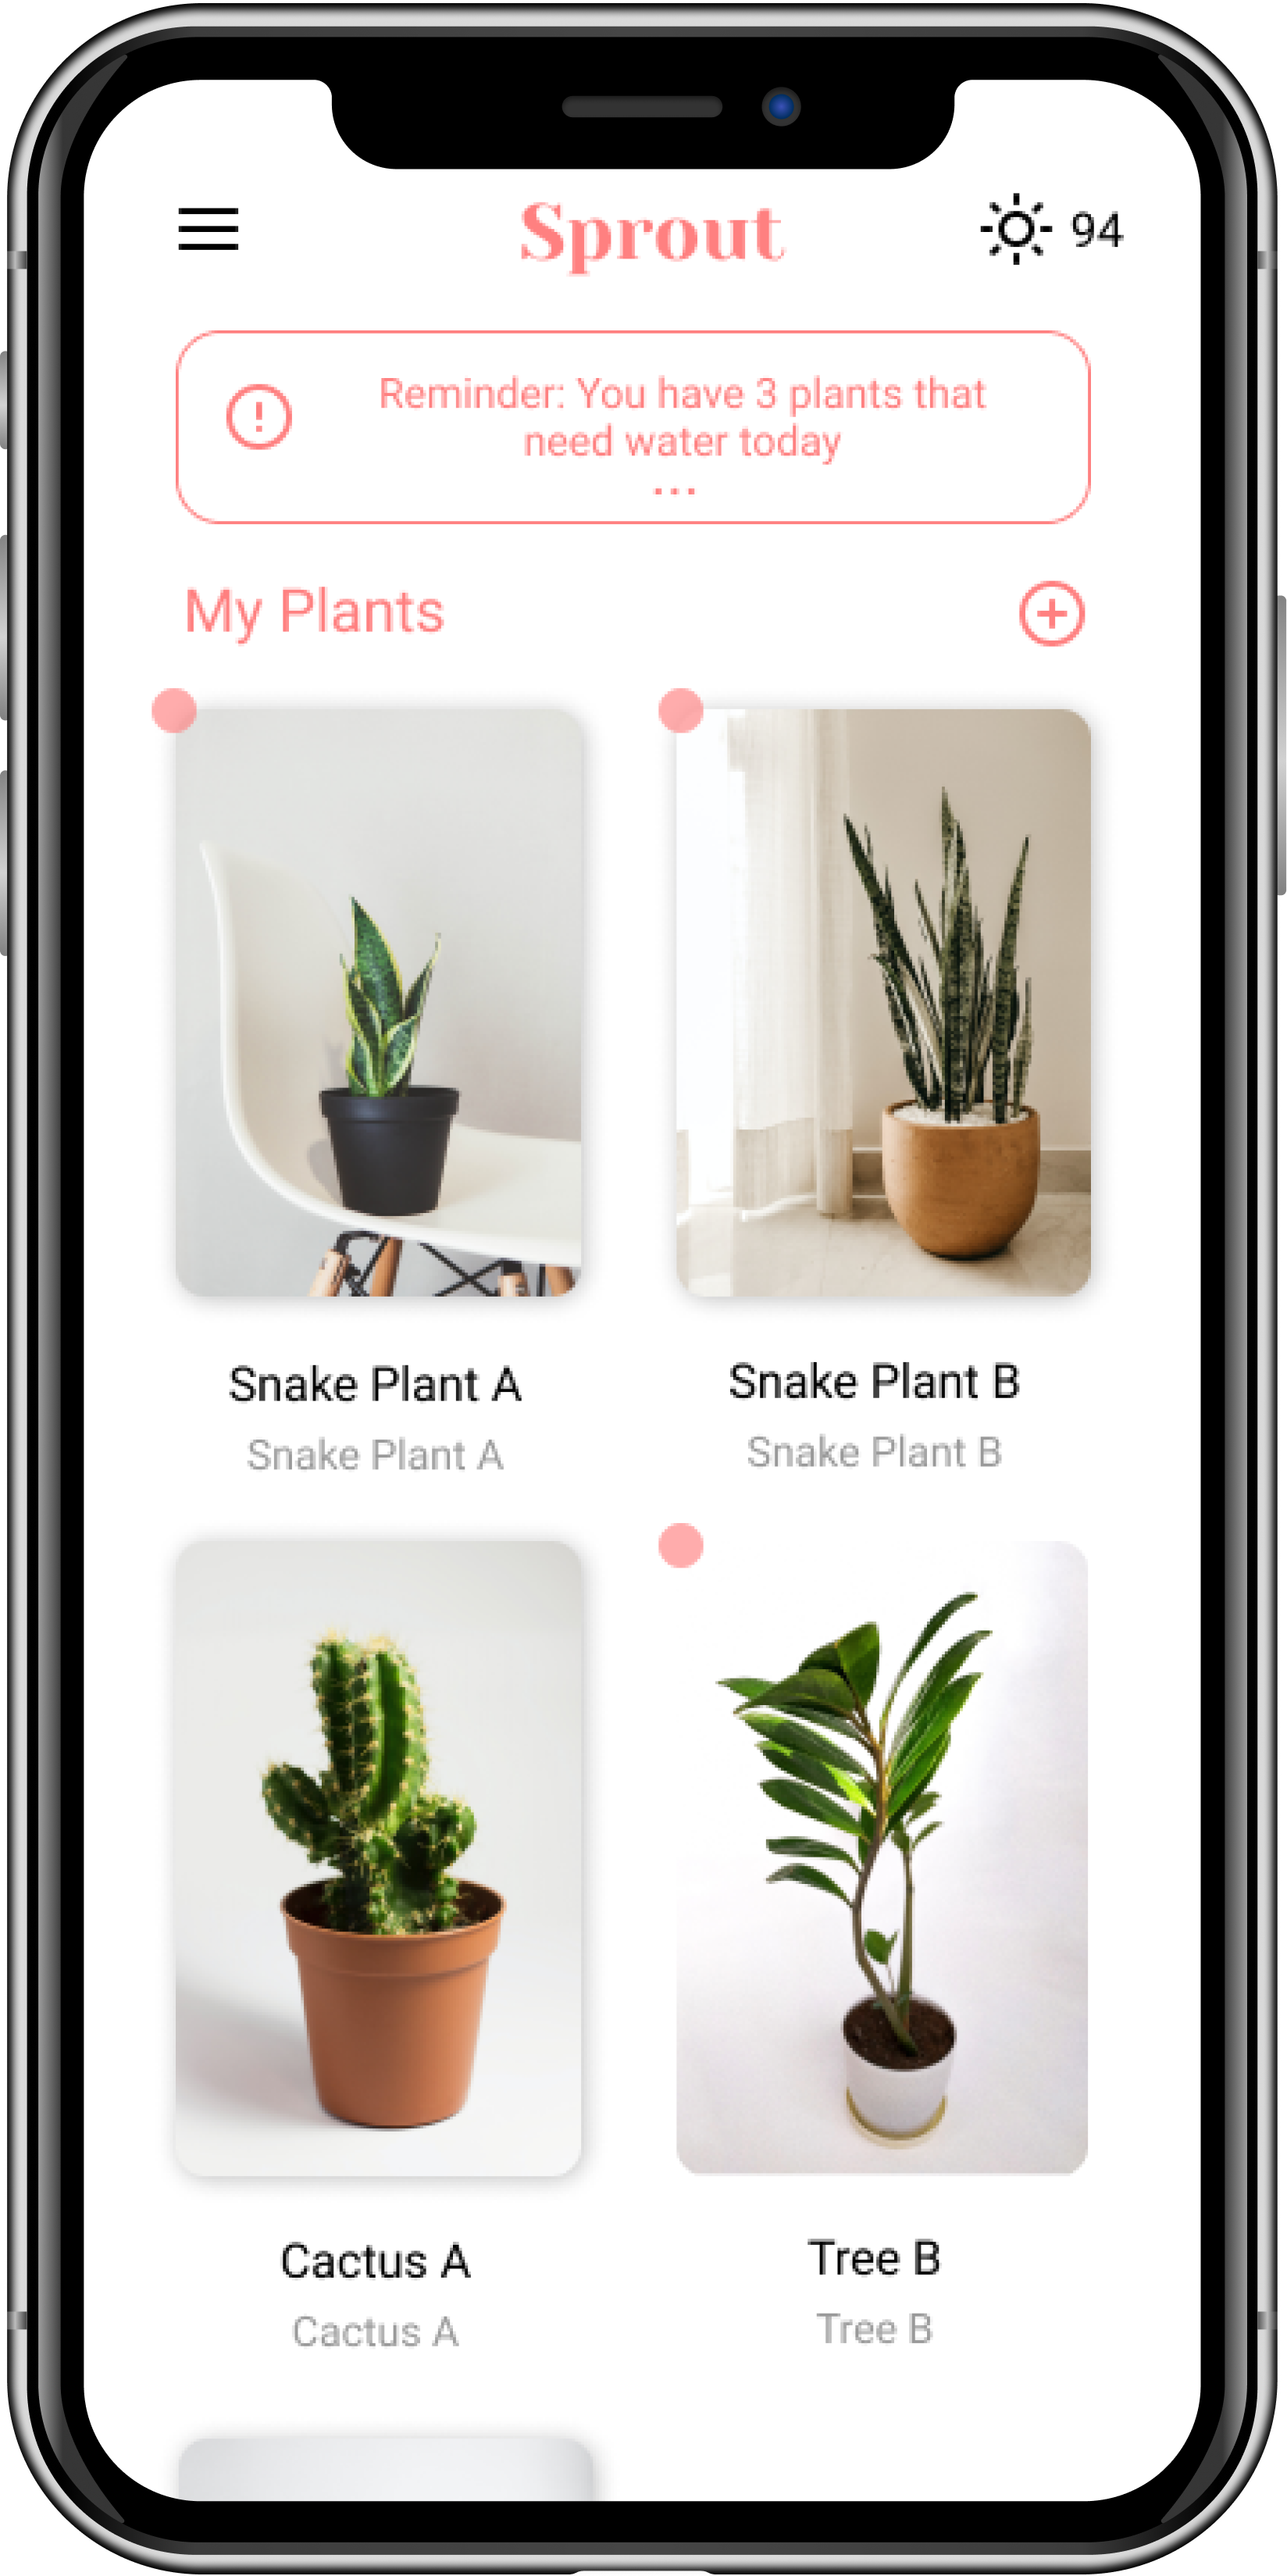 Sprout
94
Reminder: You have 3 plants that
need water today
...
My Plants
Snake Plant A
Snake Plant A
Snake Plant B
Snake Plant B
Cactus A
Cactus A
Tree B
Tree B